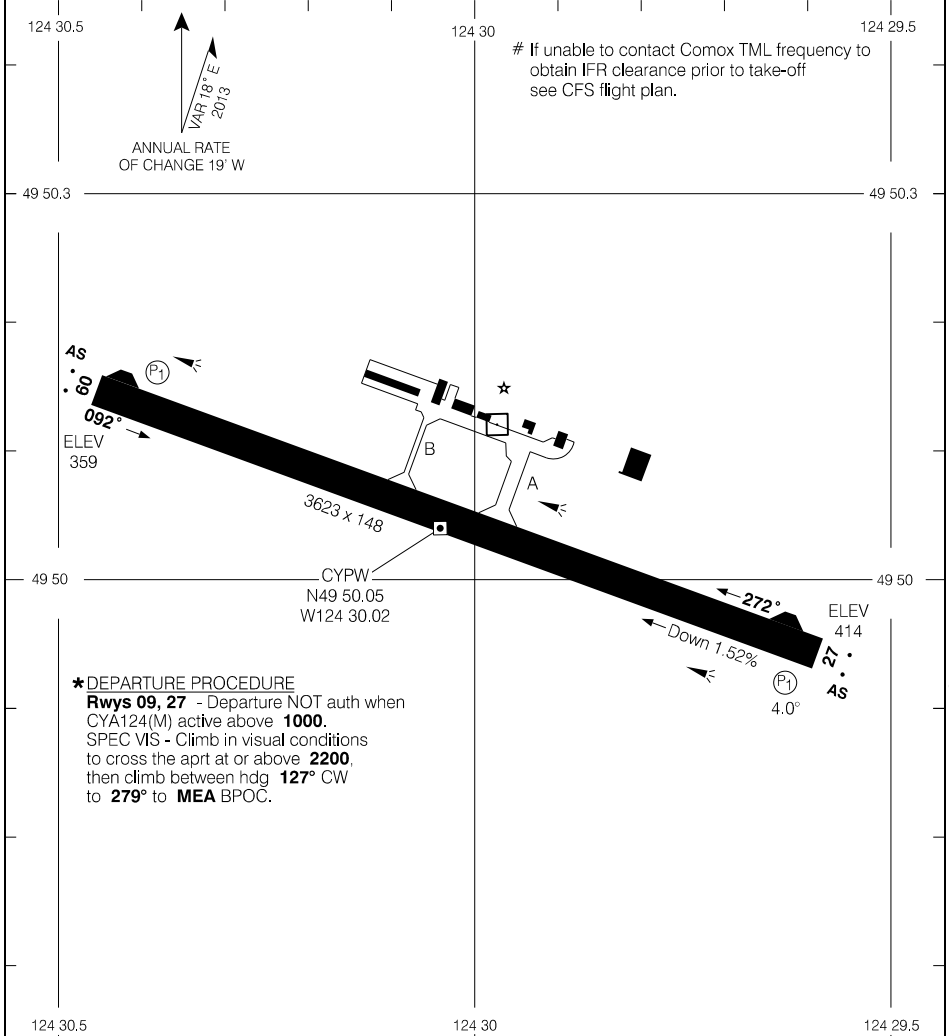 124 30.5
124 30
124 29.5
# If unable to contact Comox TML frequency to
obtain IFR clearance prior to take-off
see CFS flight plan.
VAR 18° E
2013
ANNUAL RATE
OF CHANGE 19' W
49 50.3
49 50.3
AS
09
P1
092°
ELEV
359
B
A
3623 x 148
CYPW
N49 50.05
W124 30.02
49 50
49 50
272°
ELEV
414
Down 1.52%
27
AS
P1
4.0°
* DEPARTURE PROCEDURE
Rwys 09, 27 - Departure NOT auth when
CYA124(M) active above 1000.
SPEC VIS - Climb in visual conditions
to cross the aprt at or above 2200,
then climb between hdg 127° CW
to 279° to MEA BPOC.
124 30.5
124 30
124 29.5